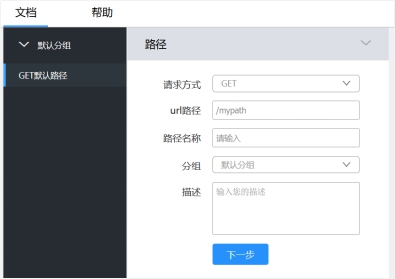 文档
帮助
默认分组
GET默认路径
路径
请求方式
GET
url路径
/mypath
路径名称
请输入
分组
默认分组
描述
输入您的描述
下一步